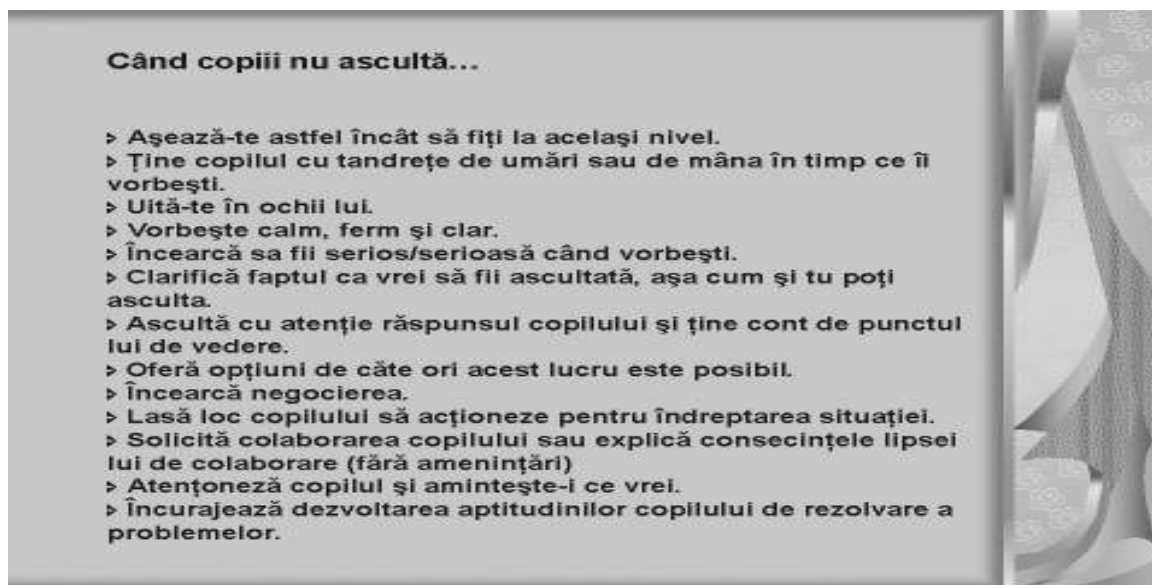 Când copiii nu ascultă...
> Aşează-te astfel încât să fiţi la acelaşi nivel.
> Ţine copilul cu tandreţe de umări sau de mâna în timp ce îi
vorbeşti.
> Uită-te în ochii lui.
> Vorbeşte calm, ferm şi clar.
> Încearcă sa fii serios/serioasă când vorbeşti.
> Clarifică faptul ca vrei să fii ascultată, aşa cum şi tu poţi
asculta.
> Ascultă cu atenţie răspunsul copilului şi ţine cont de punctul
lui de vedere.
> Oferă opţiuni de căte ori acest lucru este posibil.
> Încearcă negocierea.
> Lasă loc copilului să acţioneze pentru îndreptarea situaţiei.
> Solicită colaborarea copilului sau explică consecinţele lipsei
lui de colaborare (fără ameninţări)
> Atenţoneză copilul şi aminteşte-i ce vrei.
> Încurajează dezvoltarea aptitudinilor copilului de rezolvare a
problemelor.